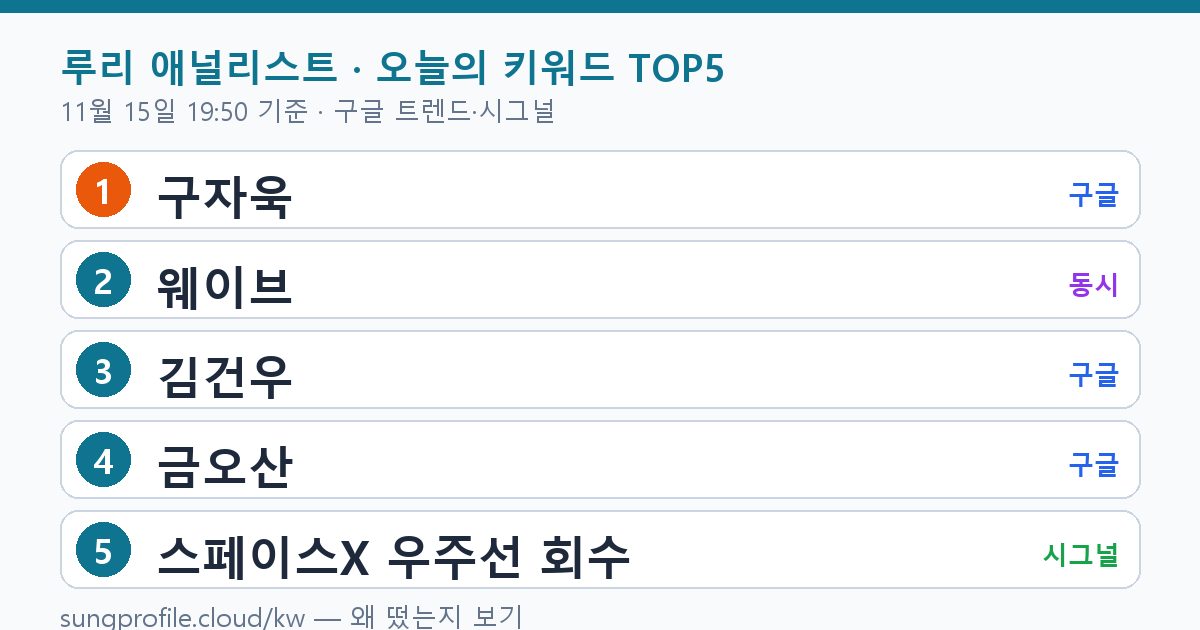 루리 애널리스트 · 오늘의 키워드 TOP5
11월 15일 19:50 기준 · 구글 트렌드·시그널
1 구자욱 구글
2 웨이브 동시
3 김건우 구글
4 금오산 구글
5 스페이스X 우주선 회수 시그널
sungprofile.cloud/kw — 왜 떴는지 보기